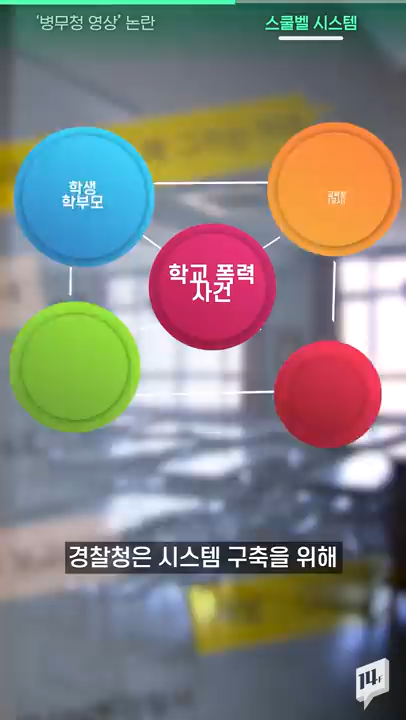 ‘병무청 영상’ 논란
스쿨벨 시스템
학생
학부모
학교 폭력
사건
경찰청은 시스템 구축을 위해
14F